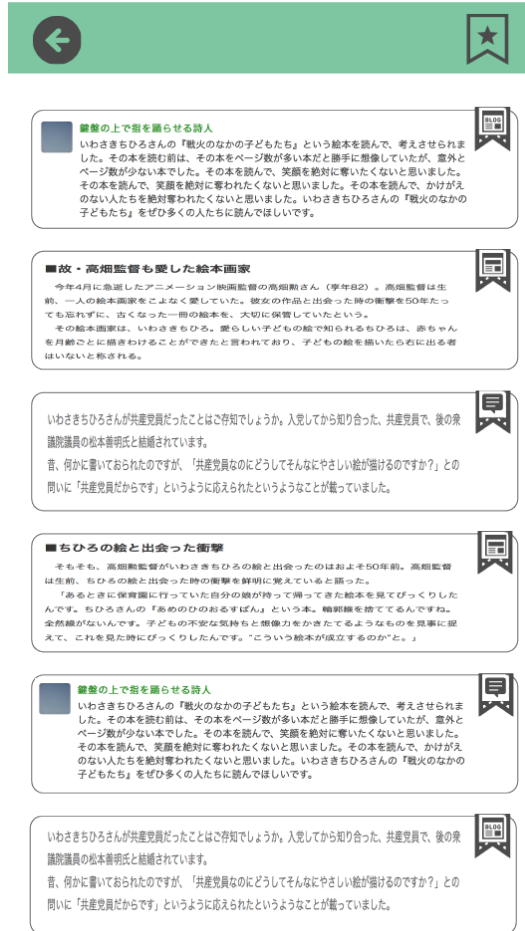 BLOG
鍵盤の上で指を踊らせる詩人
いわさきちひろさんの『戦火のなかの子どもたち』という絵本を読んで、考えさせられま
した。その本を読む前は、その本をページ数が多い本だと勝手に想像していたが、意外と
ページ数が少ない本でした。その本を読んで、笑顔を絶対に奪いたくないと思いました。
その本を読んで、笑顔を絶対に奪われたくないと思いました。その本を読んで、かけがえ
のない人たちを絶対奪われたくないと思いました。いわさきちひろさんの『戦火のなかの
子どもたち』をぜひ多くの人たちに読んでほしいです。
■故・高畑監督も愛した絵本画家
今年4月に急逝したアニメーション映画監督の高畑勲さん（享年82）。高畑監督は生
前、一人の絵本画家をこよなく愛していた。彼女の作品と出会った時の衝撃を50年たっ
ても忘れずに、古くなった一冊の絵本を、大切に保管していたという。
その絵本画家は、いわさきちひろ。愛らしい子どもの絵で知られるちひろは、赤ちゃん
を月齢ごとに描きわけることができたと言われており、子どもの絵を描いたら右に出る者
はいないと称される。
いわさきちひろさんが共産党員だったことはご存知でしょうか。入党してから知り合った、共産党員で、後の衆
議院議員の松本善明氏と結婚されています。
昔、何かに書いておられたのですが、「共産党員なのにどうしてそんなにやさしい絵が描けるのですか？」との
問いに「共産党員だからです」というように応えられたというようなことが載っていました。
■ちひろの絵と出会った衝撃
そもそも、高畑勲監督がいわさきちひろの絵と出会ったのはおよそ50年前。高畑監督
は生前、ちひろの絵と出会った時の衝撃を鮮明に覚えていると語った。
「あるときに保育園に行っていた自分の娘が持って帰ってきた絵本を見てびっくりした
んです。ちひろさんの『あめのひのおるすばん』という本。輪郭線を捨ててるんですね。
全然線がないんです。子どもの不安な気持ちと想像力をかきたてるようなものを見事に捉
えて、これを見た時にびっくりしたんです。"こういう絵本が成立するのか"と。」
鍵盤の上で指を踊らせる詩人
いわさきちひろさんの『戦火のなかの子どもたち』という絵本を読んで、考えさせられま
した。その本を読む前は、その本をページ数が多い本だと勝手に想像していたが、意外と
ページ数が少ない本でした。その本を読んで、笑顔を絶対に奪いたくないと思いました。
その本を読んで、笑顔を絶対に奪われたくないと思いました。その本を読んで、かけがえ
のない人たちを絶対奪われたくないと思いました。いわさきちひろさんの『戦火のなかの
子どもたち』をぜひ多くの人たちに読んでほしいです。
BLOG
いわさきちひろさんが共産党員だったことはご存知でしょうか。入党してから知り合った、共産党員で、後の衆
議院議員の松本善明氏と結婚されています。
昔、何かに書いておられたのですが、「共産党員なのにどうしてそんなにやさしい絵が描けるのですか？」との
問いに「共産党員だからです」というように応えられたというようなことが載っていました。